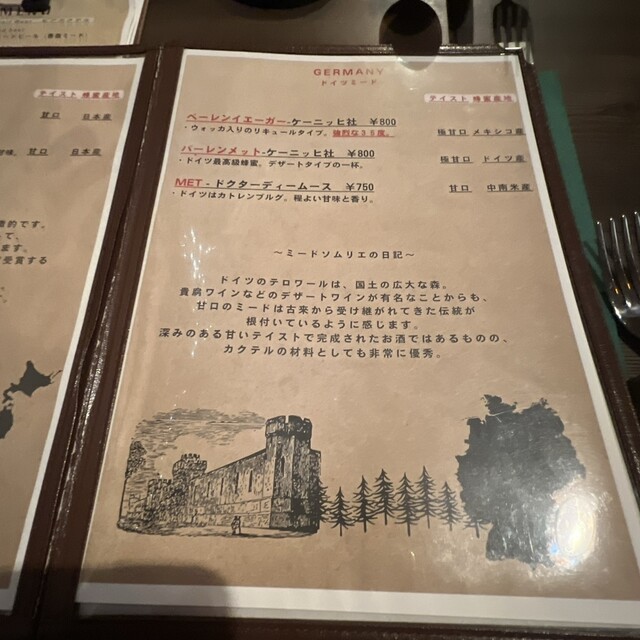 テイスト 蜂蜜産地
甘口 日本産
甘口 日本産
GERMANY
ドイツミード
テイスト 蜂蜜産地
ベーレンイエーガー-ケーニッヒ社 ￥800
・ウォッカ入りのリキュールタイプ。強烈な35度。
極甘口 メキシコ産
バーレンメット-ケーニッヒ社 ￥800
・ドイツ最高級蜂蜜。デザートタイプの一杯。
極甘口 ドイツ産
MET - ドクターディームース ￥750
・ドイツはカトレンブルグ。程よい甘味と香り。
甘口 中南米産
～ミードソムリエの日記～
ドイツのテロワールは、国土の広大な森。
貴腐ワインなどのデザートワインが有名なことからも、
甘口のミードは古来から受け継がれてきた伝統が
根付いているように感じます。
深みのある甘いテイストで完成されたお酒ではあるものの、
カクテルの材料としても非常に優秀。